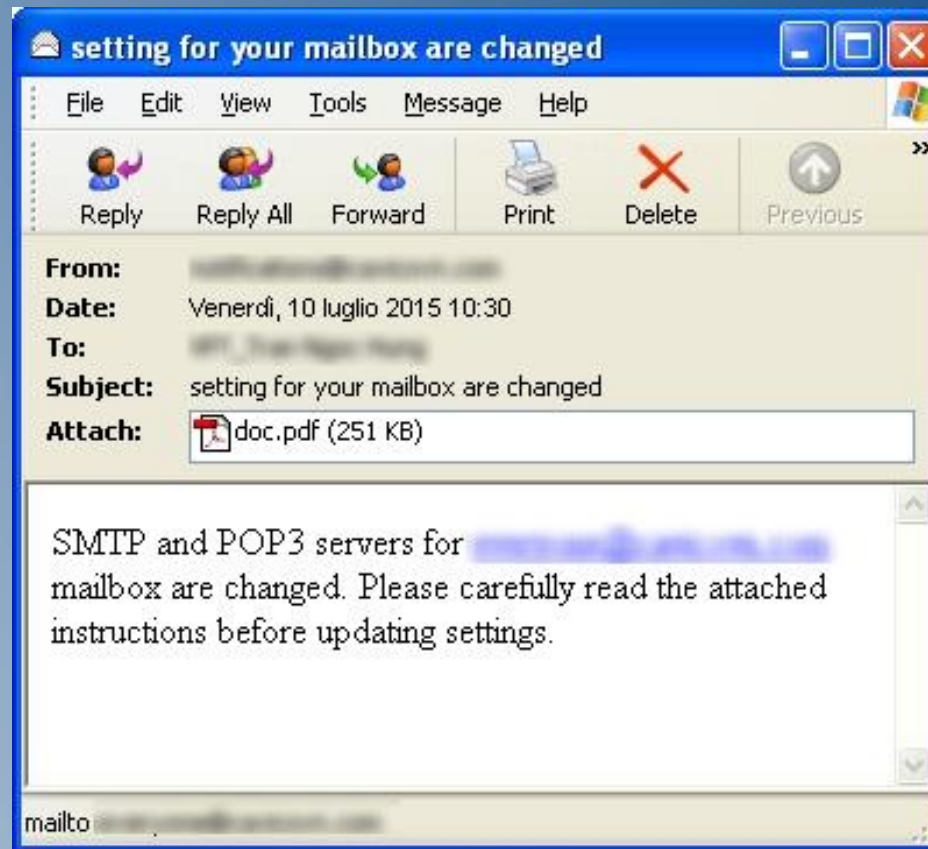 setting for your mailbox are changed
File Edit View Tools Message Help
Reply Reply All Forward Print Delete Previous
From:
Date: Venerdì, 10 luglio 2015 10:30
To:
Subject: setting for your mailbox are changed
Attach: doc.pdf (251 KB)
SMTP and POP3 servers for
mailbox are changed. Please carefully read the attached
instructions before updating settings.
mailto